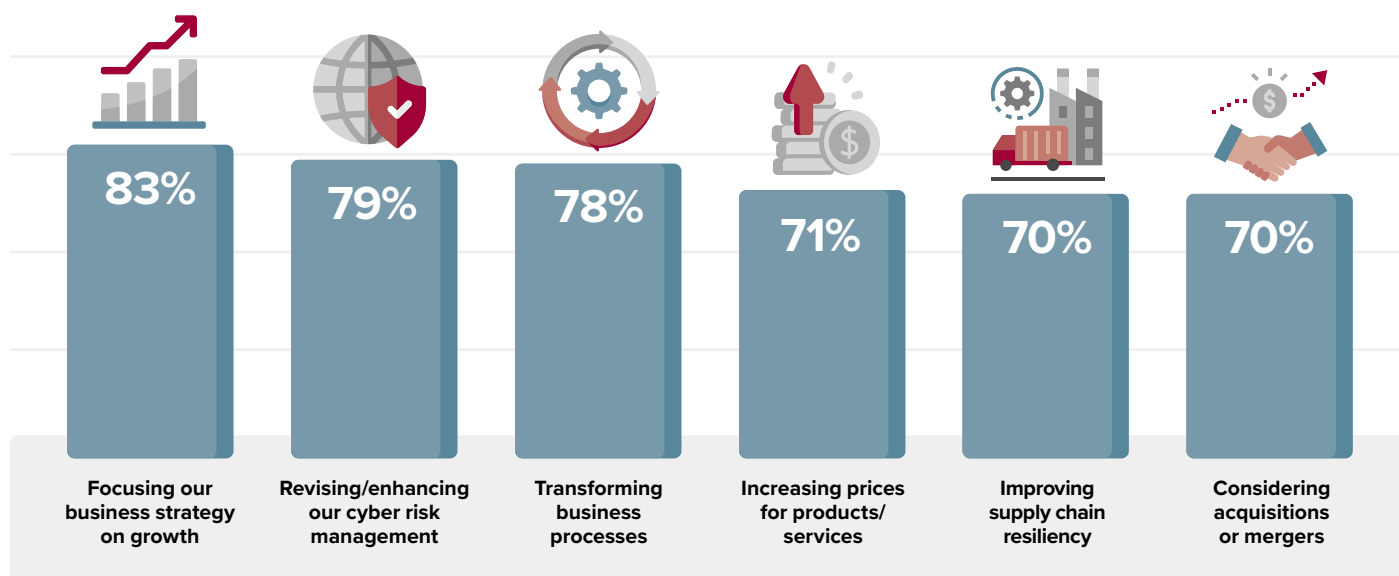 83%
79%
78%
71%
70%
70%
$
$
Focusing our
business strategy
on growth
Revising/enhancing
our cyber risk
management
Transforming
business
processes
Increasing prices
for products/
services
Improving
supply chain
resiliency
Considering
acquisitions
or mergers